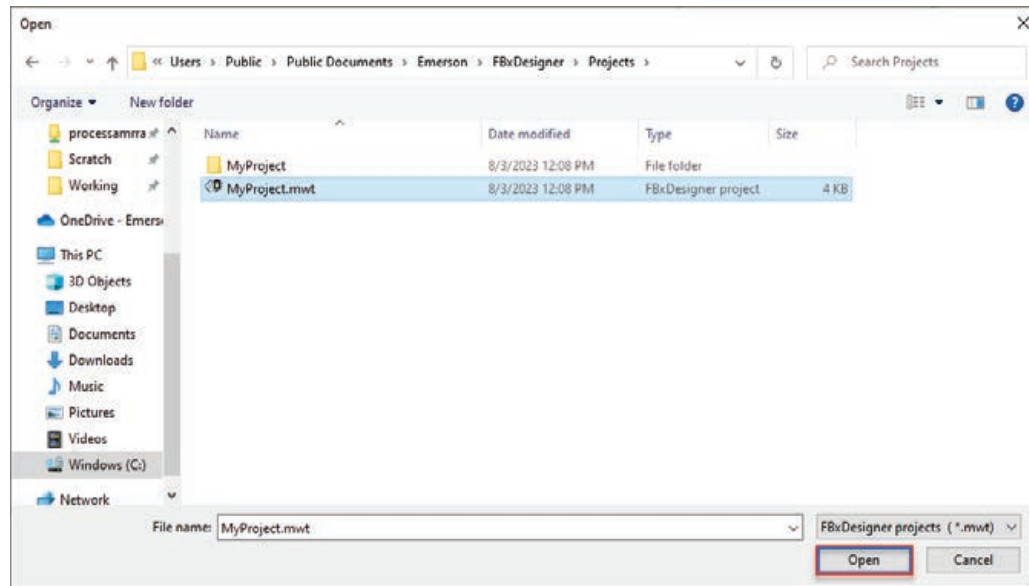 Open
« Users › Public › Public Documents › Emerson › FBxDesigner › Projects ›
Search Projects
Organize
New folder
Name
Date modified
Type
Size
processamrra
Scratch
Working
OneDrive - Emers
This PC
3D Objects
Desktop
Documents
Downloads
Music
Pictures
Videos
Windows (C:)
Network
MyProject 8/3/2023 12:08 PM File folder
MyProject.mwt 8/3/2023 12:08 PM FBxDesigner project 4 KB
File name: MyProject.mwt
FBxDesigner projects ( *.mwt)
Open
Cancel